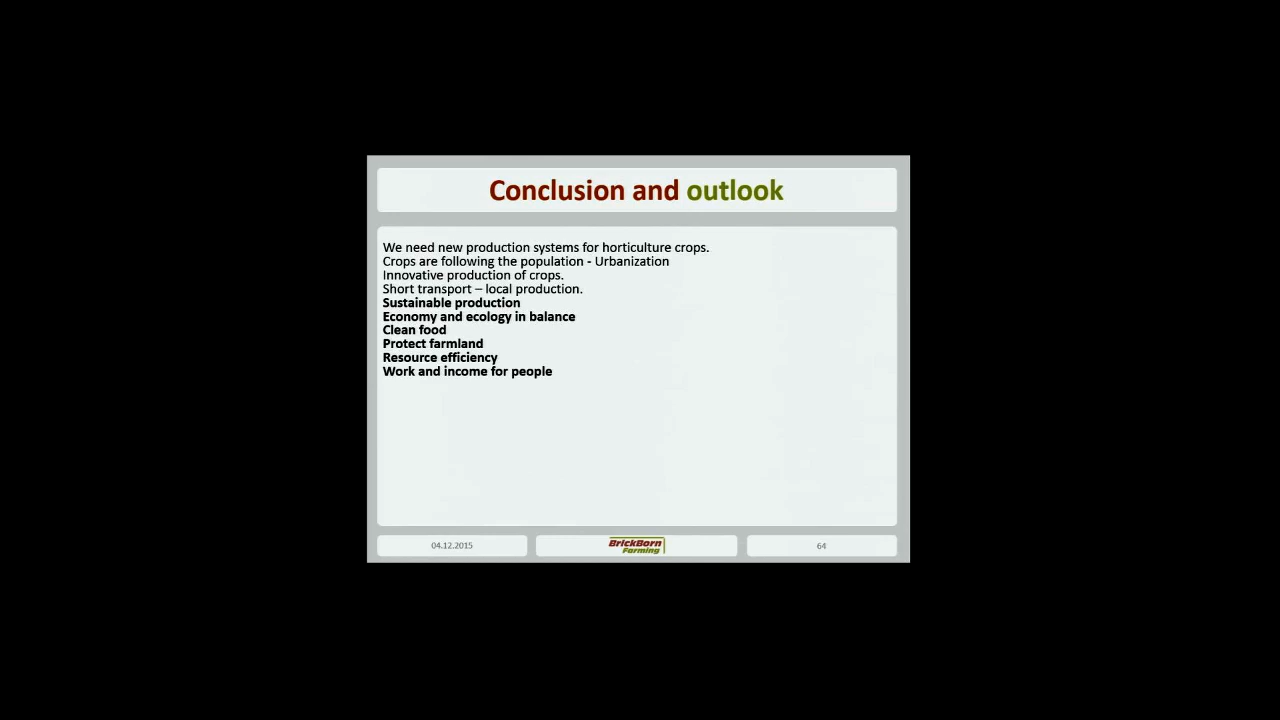 Conclusion and outlook
We need new production systems for horticulture crops.
Crops are following the population - Urbanization
Innovative production of crops.
Short transport – local production.
Sustainable production
Economy and ecology in balance
Clean food
Protect farmland
Resource efficiency
Work and income for people
04.12.2015
BrickBorn
Farming
64